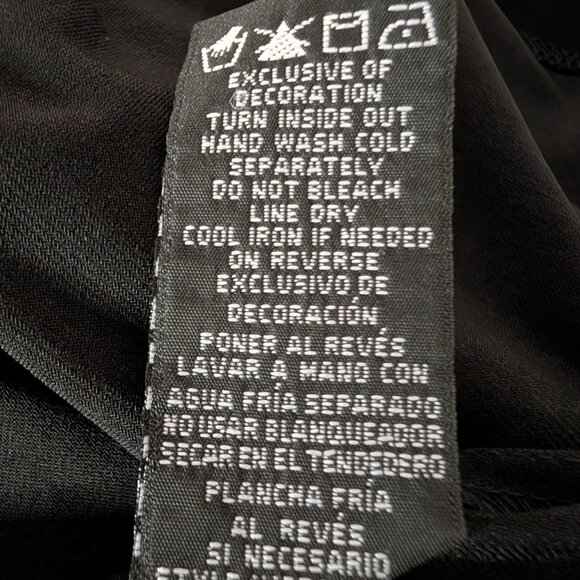 EXCLUSIVE OF
DECORATION
TURN INSIDE OUT
HAND WASH COLD
SEPARATELY
DO NOT BLEACH
LINE DRY
COOL IRON IF NEEDED
ON REVERSE
EXCLUSIVO DE
DECORACIÓN
PONER AL REVÉS
LAVAR A MANO CON
AGUA FRÍA SEPARADO
NO USAR BLANQUEADOR
SECAR EN EL TENDEDERO
PLANCHA FRÍA
AL REVÉS
SI NECESARIO